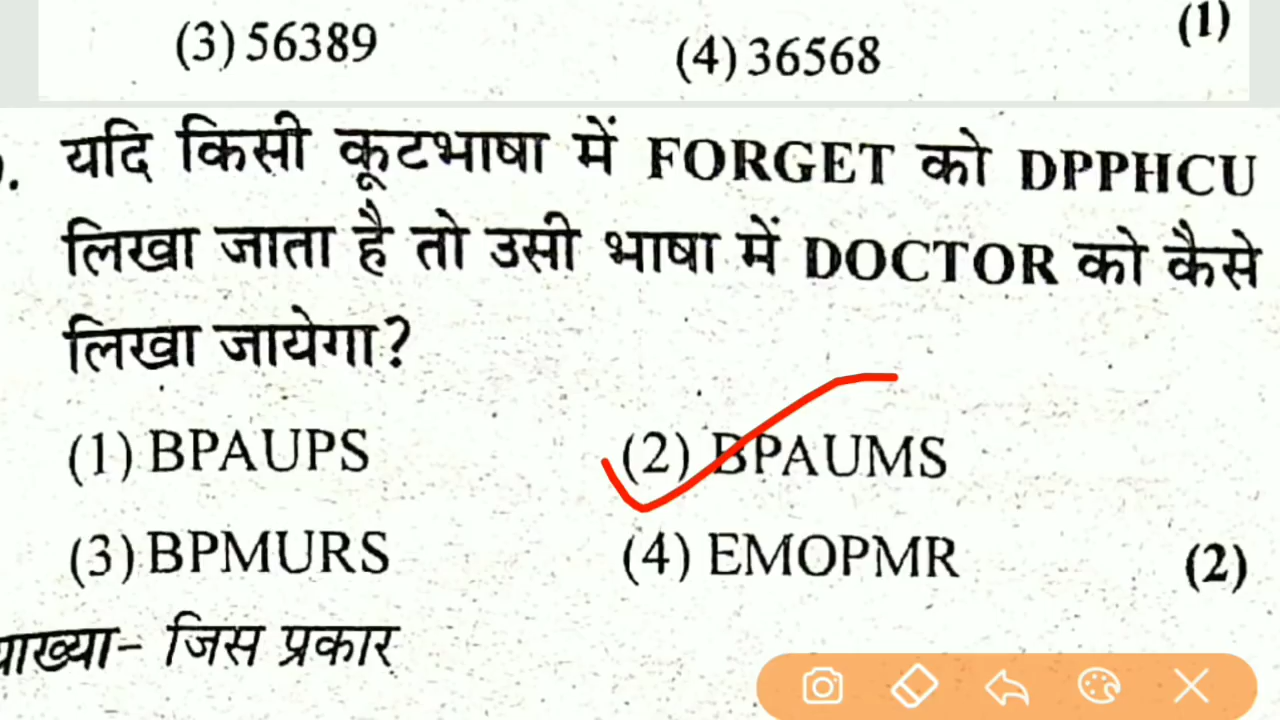 (3) 56389 (4) 36568 (1)
यदि किसी कूटभाषा में FORGET को DPPHCU
लिखा जाता है तो उसी भाषा में DOCTOR को कैसे
लिखा जायेगा?
(1) BPAUPS (2) BPAUMS
(3) BPMURS (4) EMOPMR (2)
याख्या- जिस प्रकार